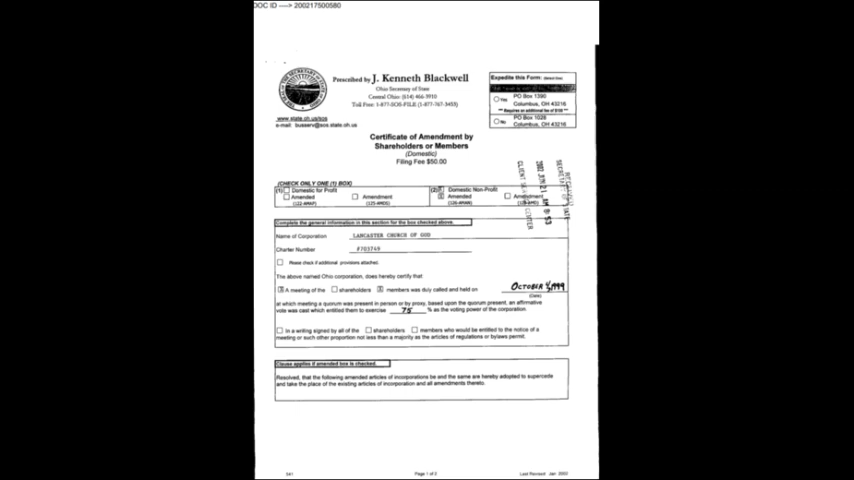 DOC ID ----> 200217500580
Prescribed by J. Kenneth Blackwell
Ohio Secretary of State
Central Ohio: (614) 466-3910
Toll Free: 1-877-SOS-FILE (1-877-767-3453)
www.state.oh.us/sos
e-mail: busserv@sos.state.oh.us
Expedite this Form:
Yes
PO Box 1390
Columbus, OH 43216
*** Requires an additional fee of $100 ***
No
PO Box 1028
Columbus, OH 43216
Certificate of Amendment by
Shareholders or Members
(Domestic)
Filing Fee $50.00
(CHECK ONLY ONE (1) BOX)
(1) Domestic for Profit
Amended
(122-AMAP)
Amendment
(125-AMDS)
(2) Domestic Non-Profit
X Amended
(126-AMAN)
Amendment
2002 JUN 21 AM 8:53
CLIENT CENTER
SECRETARY OF STATE
Complete the general information in this section for the box checked above.
Name of Corporation LANCASTER CHURCH OF GOD
Charter Number #703749
Please check if additional provisions attached.
The above named Ohio corporation, does hereby certify that:
A meeting of the shareholders X members was duly called and held on OCTOBER 1999
(Date)
at which meeting a quorum was present in person or by proxy, based upon the quorum present, an affirmative
vote was cast which entitled them to exercise 75 % as the voting power of the corporation.
In a writing signed by all of the shareholders members who would be entitled to the notice of a
meeting or such other proportion not less than a majority as the articles of regulations or bylaws permit.
Clause applies if amended box is checked.
Resolved, that the following amended articles of incorporations be and the same are hereby adopted to supercede
and take the place of the existing articles of incorporation and all amendments thereto.
541
Page 1 of 2
Last Revised: Jan